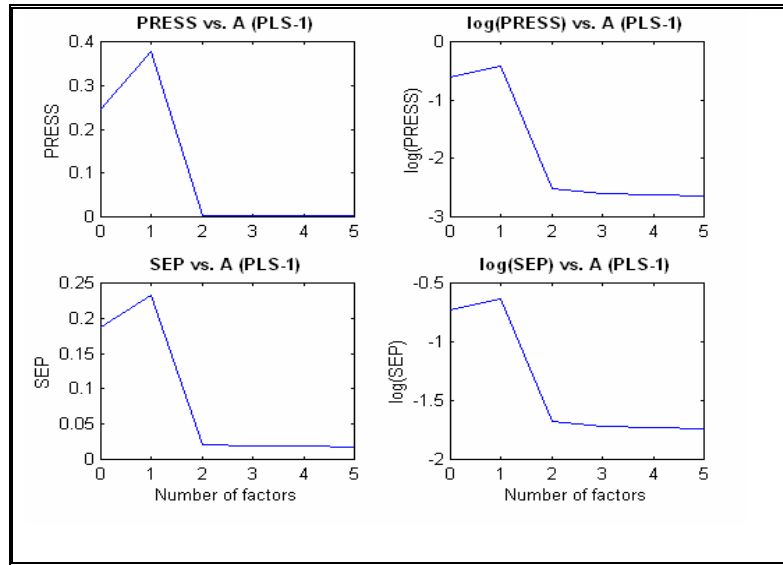 PRESS vs. A (PLS-1)
0.4
0.3
0.2
0.1
0
PRESS
0 1 2 3 4 5
log(PRESS) vs. A (PLS-1)
0
-1
-2
-3
log(PRESS)
0 1 2 3 4 5
SEP vs. A (PLS-1)
0.25
0.2
0.15
0.1
0.05
0
SEP
0 1 2 3 4 5
Number of factors
log(SEP) vs. A (PLS-1)
-0.5
-1
-1.5
-2
log(SEP)
0 1 2 3 4 5
Number of factors